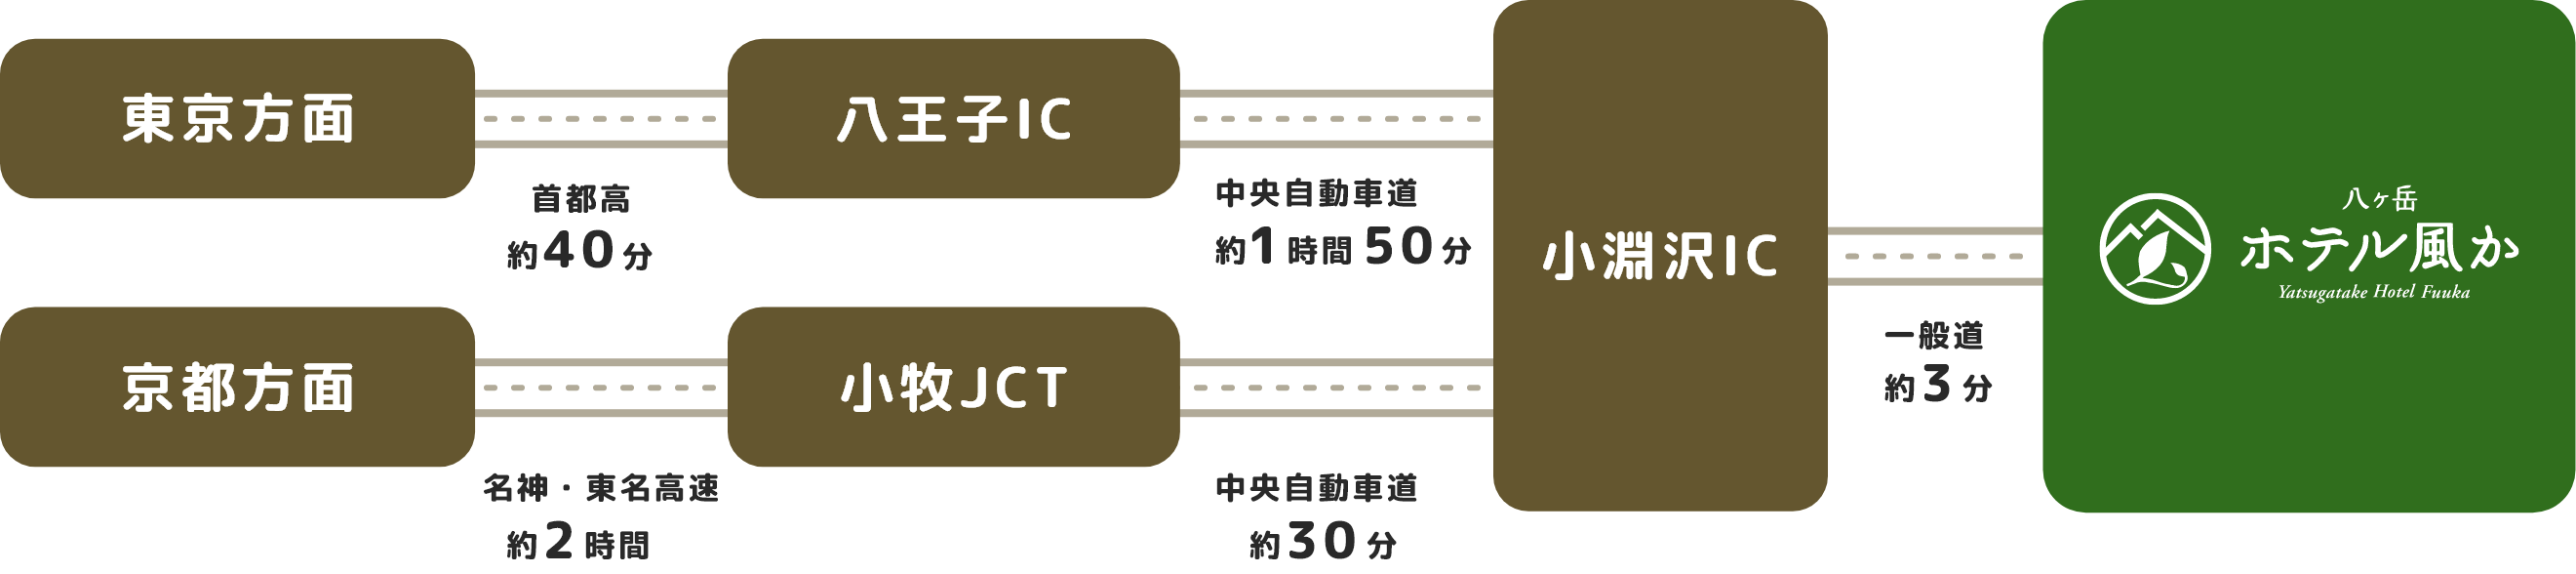 東京方面
首都高
約40分
八王子IC
中央自動車道
約1時間50分
京都方面
名神・東名高速
約2時間
小牧JCT
中央自動車道
約30分
小淵沢IC
一般道
約3分
八ヶ岳
ホテル風か
Yatsugatake Hotel Fuuka